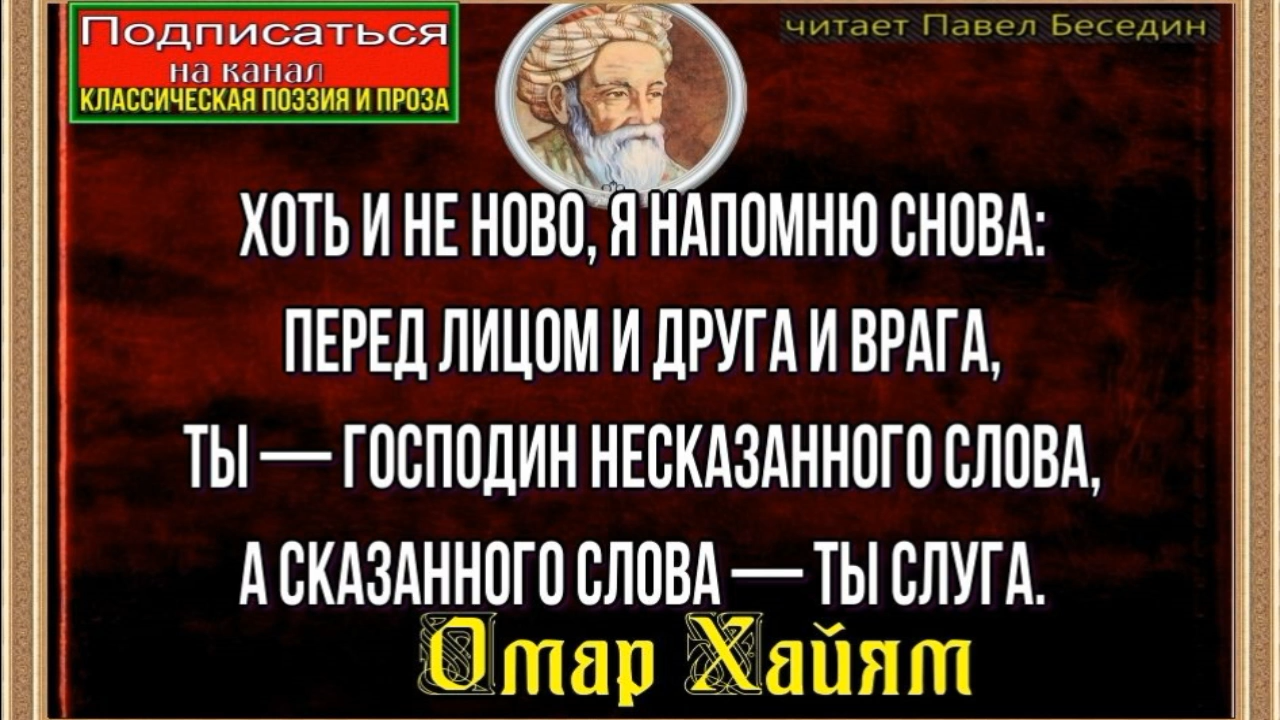 Подписаться
на канал
КЛАССИЧЕСКАЯ ПОЭЗИЯ И ПРОЗА
читает Павел Беседин
ХОТЬ И НЕ НОВО, Я НАПОМНЮ СНОВА:
ПЕРЕД ЛИЦОМ И ДРУГА И ВРАГА,
ТЫ — ГОСПОДИН НЕСКАЗАННОГО СЛОВА,
А СКАЗАННОГО СЛОВА — ТЫ СЛУГА.
Омар Хайям